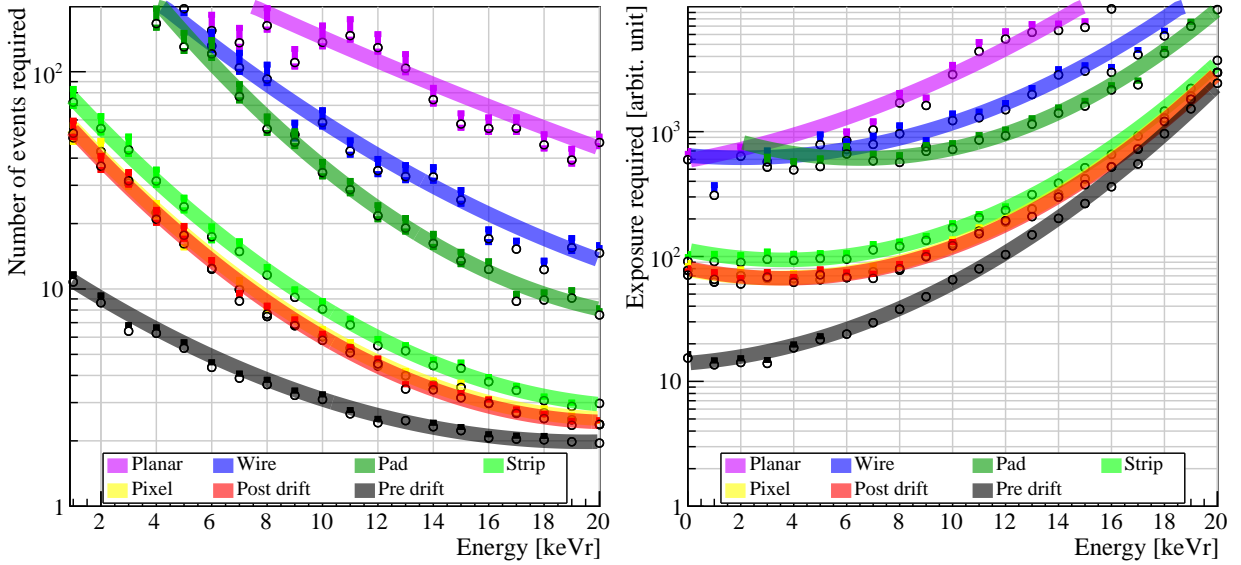 Number of events required
10²
10
1
2 4 6 8 10 12 14 16 18 20
Energy [keVr]
Planar Wire Pad Strip
Pixel Post drift Pre drift
Exposure required [arbit. unit]
10⁴
10³
10²
10
1
0 2 4 6 8 10 12 14 16 18 20
Energy [keVr]
Planar Wire Pad Strip
Pixel Post drift Pre drift